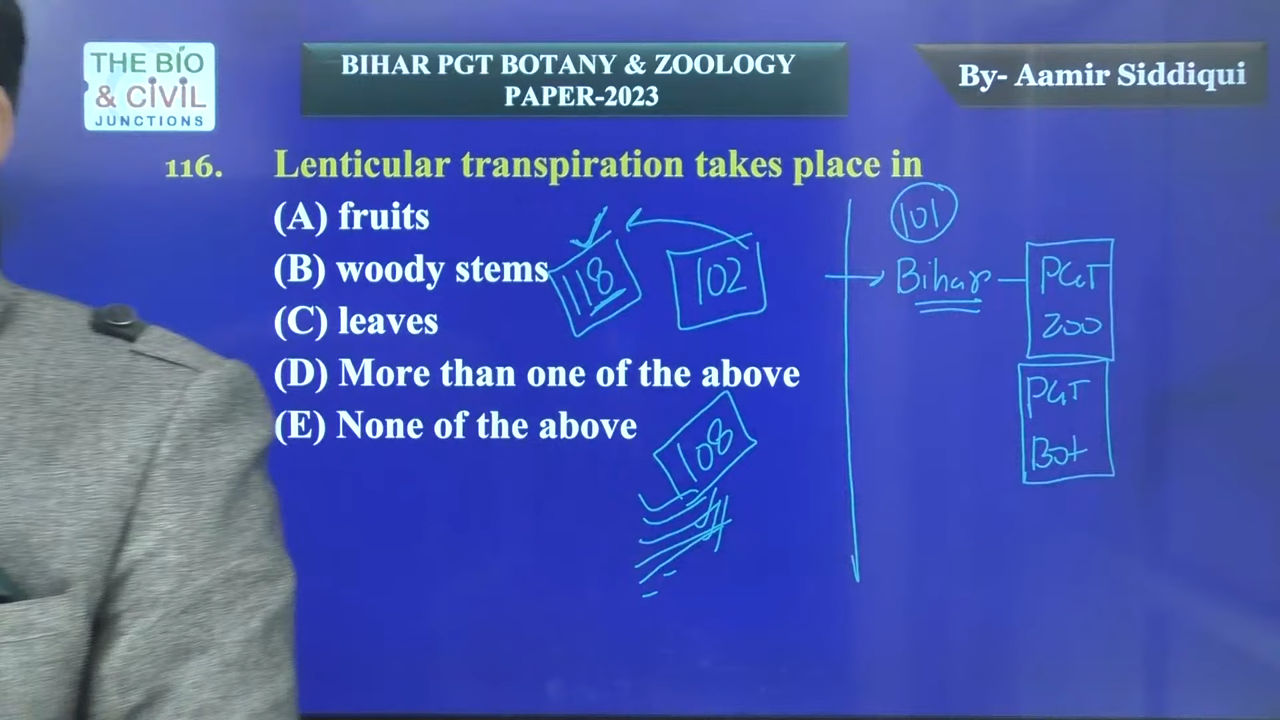 THE BIO
& CIVIL
JUNCTIONS
BIHAR PGT BOTANY & ZOOLOGY
PAPER-2023
By- Aamir Siddiqui
116. Lenticular transpiration takes place in
(A) fruits
(B) woody stems
(C) leaves
(D) More than one of the above
(E) None of the above
118
102
108
101
Bihar
PGT
Zoo
PGT
Bot